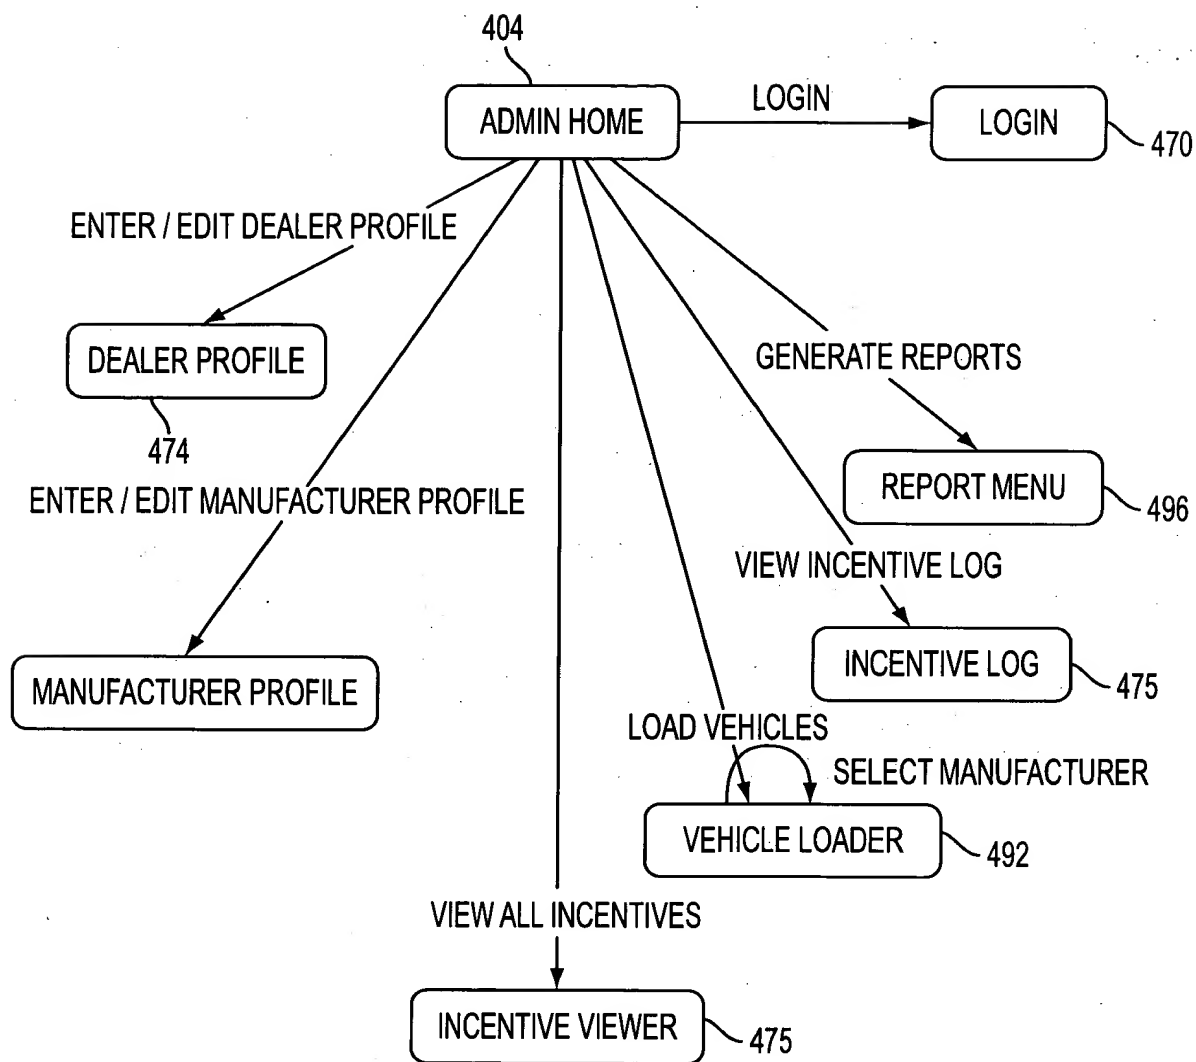 404
ADMIN HOME
LOGIN
LOGIN
470
ENTER / EDIT DEALER PROFILE
DEALER PROFILE
474
GENERATE REPORTS
REPORT MENU
496
ENTER / EDIT MANUFACTURER PROFILE
VIEW INCENTIVE LOG
INCENTIVE LOG
475
MANUFACTURER PROFILE
LOAD VEHICLES
SELECT MANUFACTURER
VEHICLE LOADER
492
VIEW ALL INCENTIVES
INCENTIVE VIEWER
475